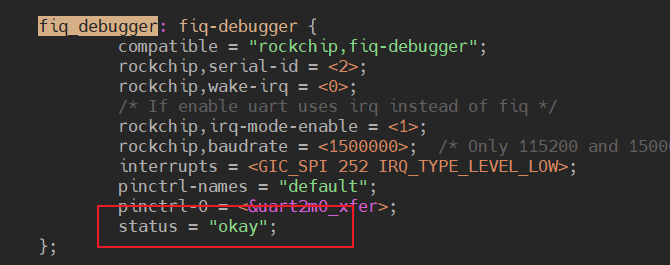 fiq_debugger: fiq-debugger {
compatible = "rockchip,fiq-debugger";
rockchip,serial-id = <2>;
rockchip,wake-irq = <0>;
/* If enable uart uses irq instead of fiq */
rockchip,irq-mode-enable = <1>;
rockchip,baudrate = <1500000>; /* Only 115200 and 15000
interrupts = <GIC_SPI 252 IRQ_TYPE_LEVEL_LOW>;
pinctrl-names = "default";
pinctrl-0 = <&uart2m0_xfer>;
status = "okay";
};